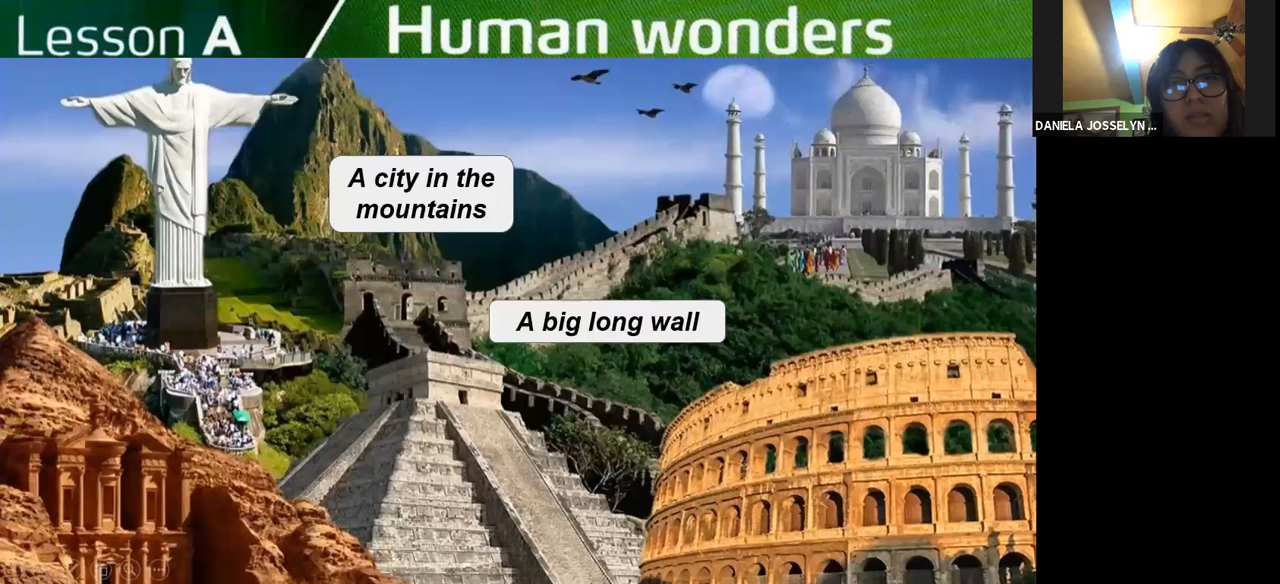 Lesson A / Human wonders
DANIELA JOSSELYN ...
A city in the
mountains
A big long wall